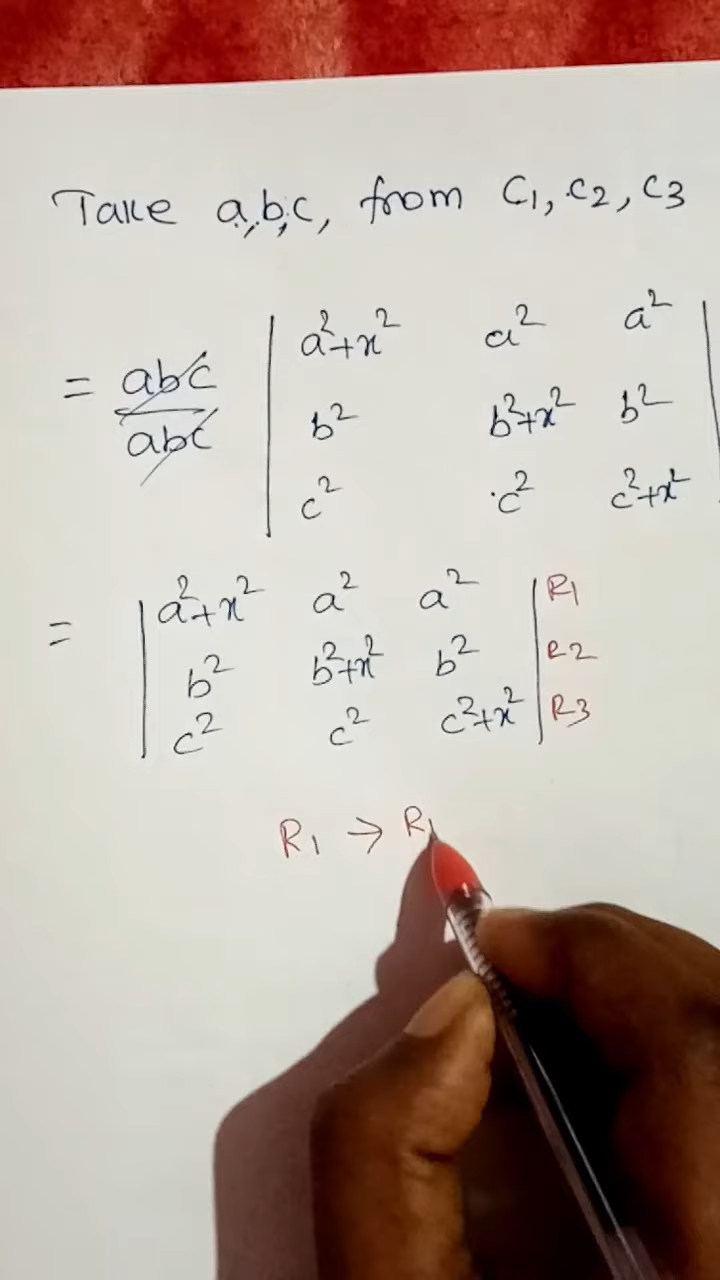 Take a,b,c, from C1, C2, C3
= abc/abc | a²+x² a² a² |
b² b²+x² b²
c² c² c²+x²
= | a²+x² a² a² | R1
b² b²+x² b² R2
c² c² c²+x² R3
R1 → R1